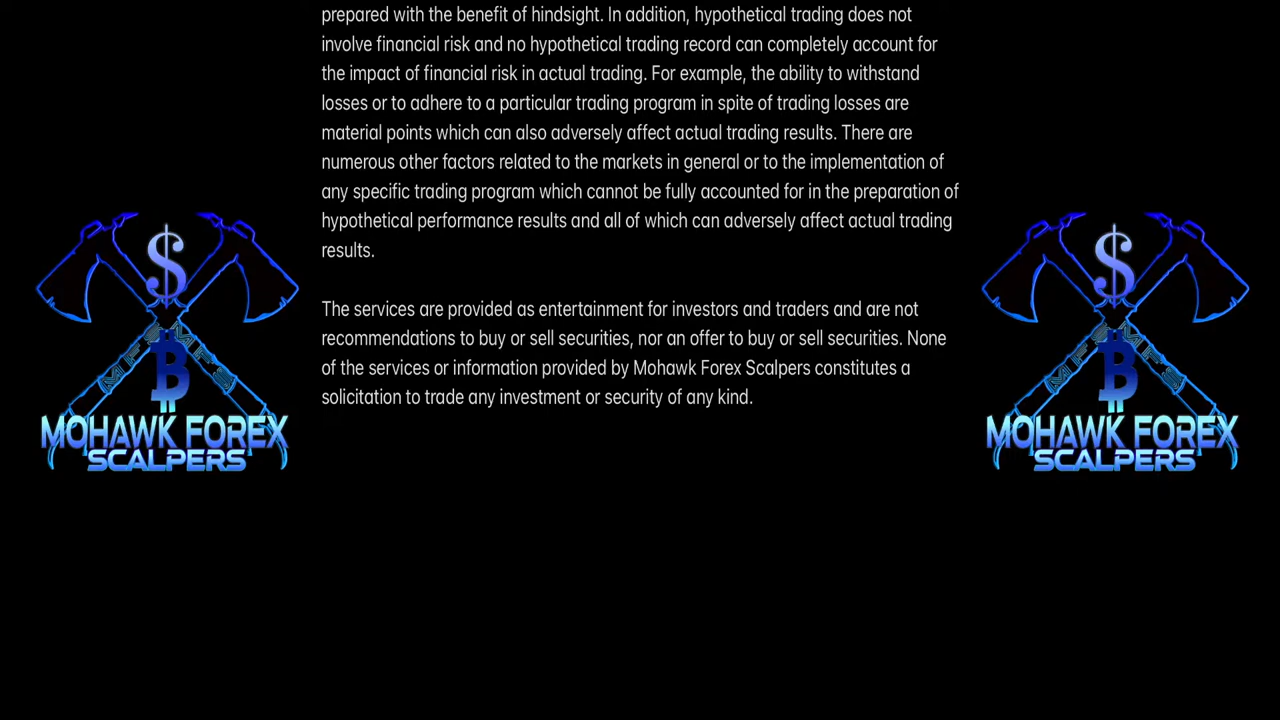 prepared with the benefit of hindsight. In addition, hypothetical trading does not
involve financial risk and no hypothetical trading record can completely account for
the impact of financial risk in actual trading. For example, the ability to withstand
losses or to adhere to a particular trading program in spite of trading losses are
material points which can also adversely affect actual trading results. There are
numerous other factors related to the markets in general or to the implementation of
any specific trading program which cannot be fully accounted for in the preparation of
hypothetical performance results and all of which can adversely affect actual trading
results.
The services are provided as entertainment for investors and traders and are not
recommendations to buy or sell securities, nor an offer to buy or sell securities. None
of the services or information provided by Mohawk Forex Scalpers constitutes a
solicitation to trade any investment or security of any kind.
$
MOHAWK FOREX
SCALPERS
$
MOHAWK FOREX
SCALPERS